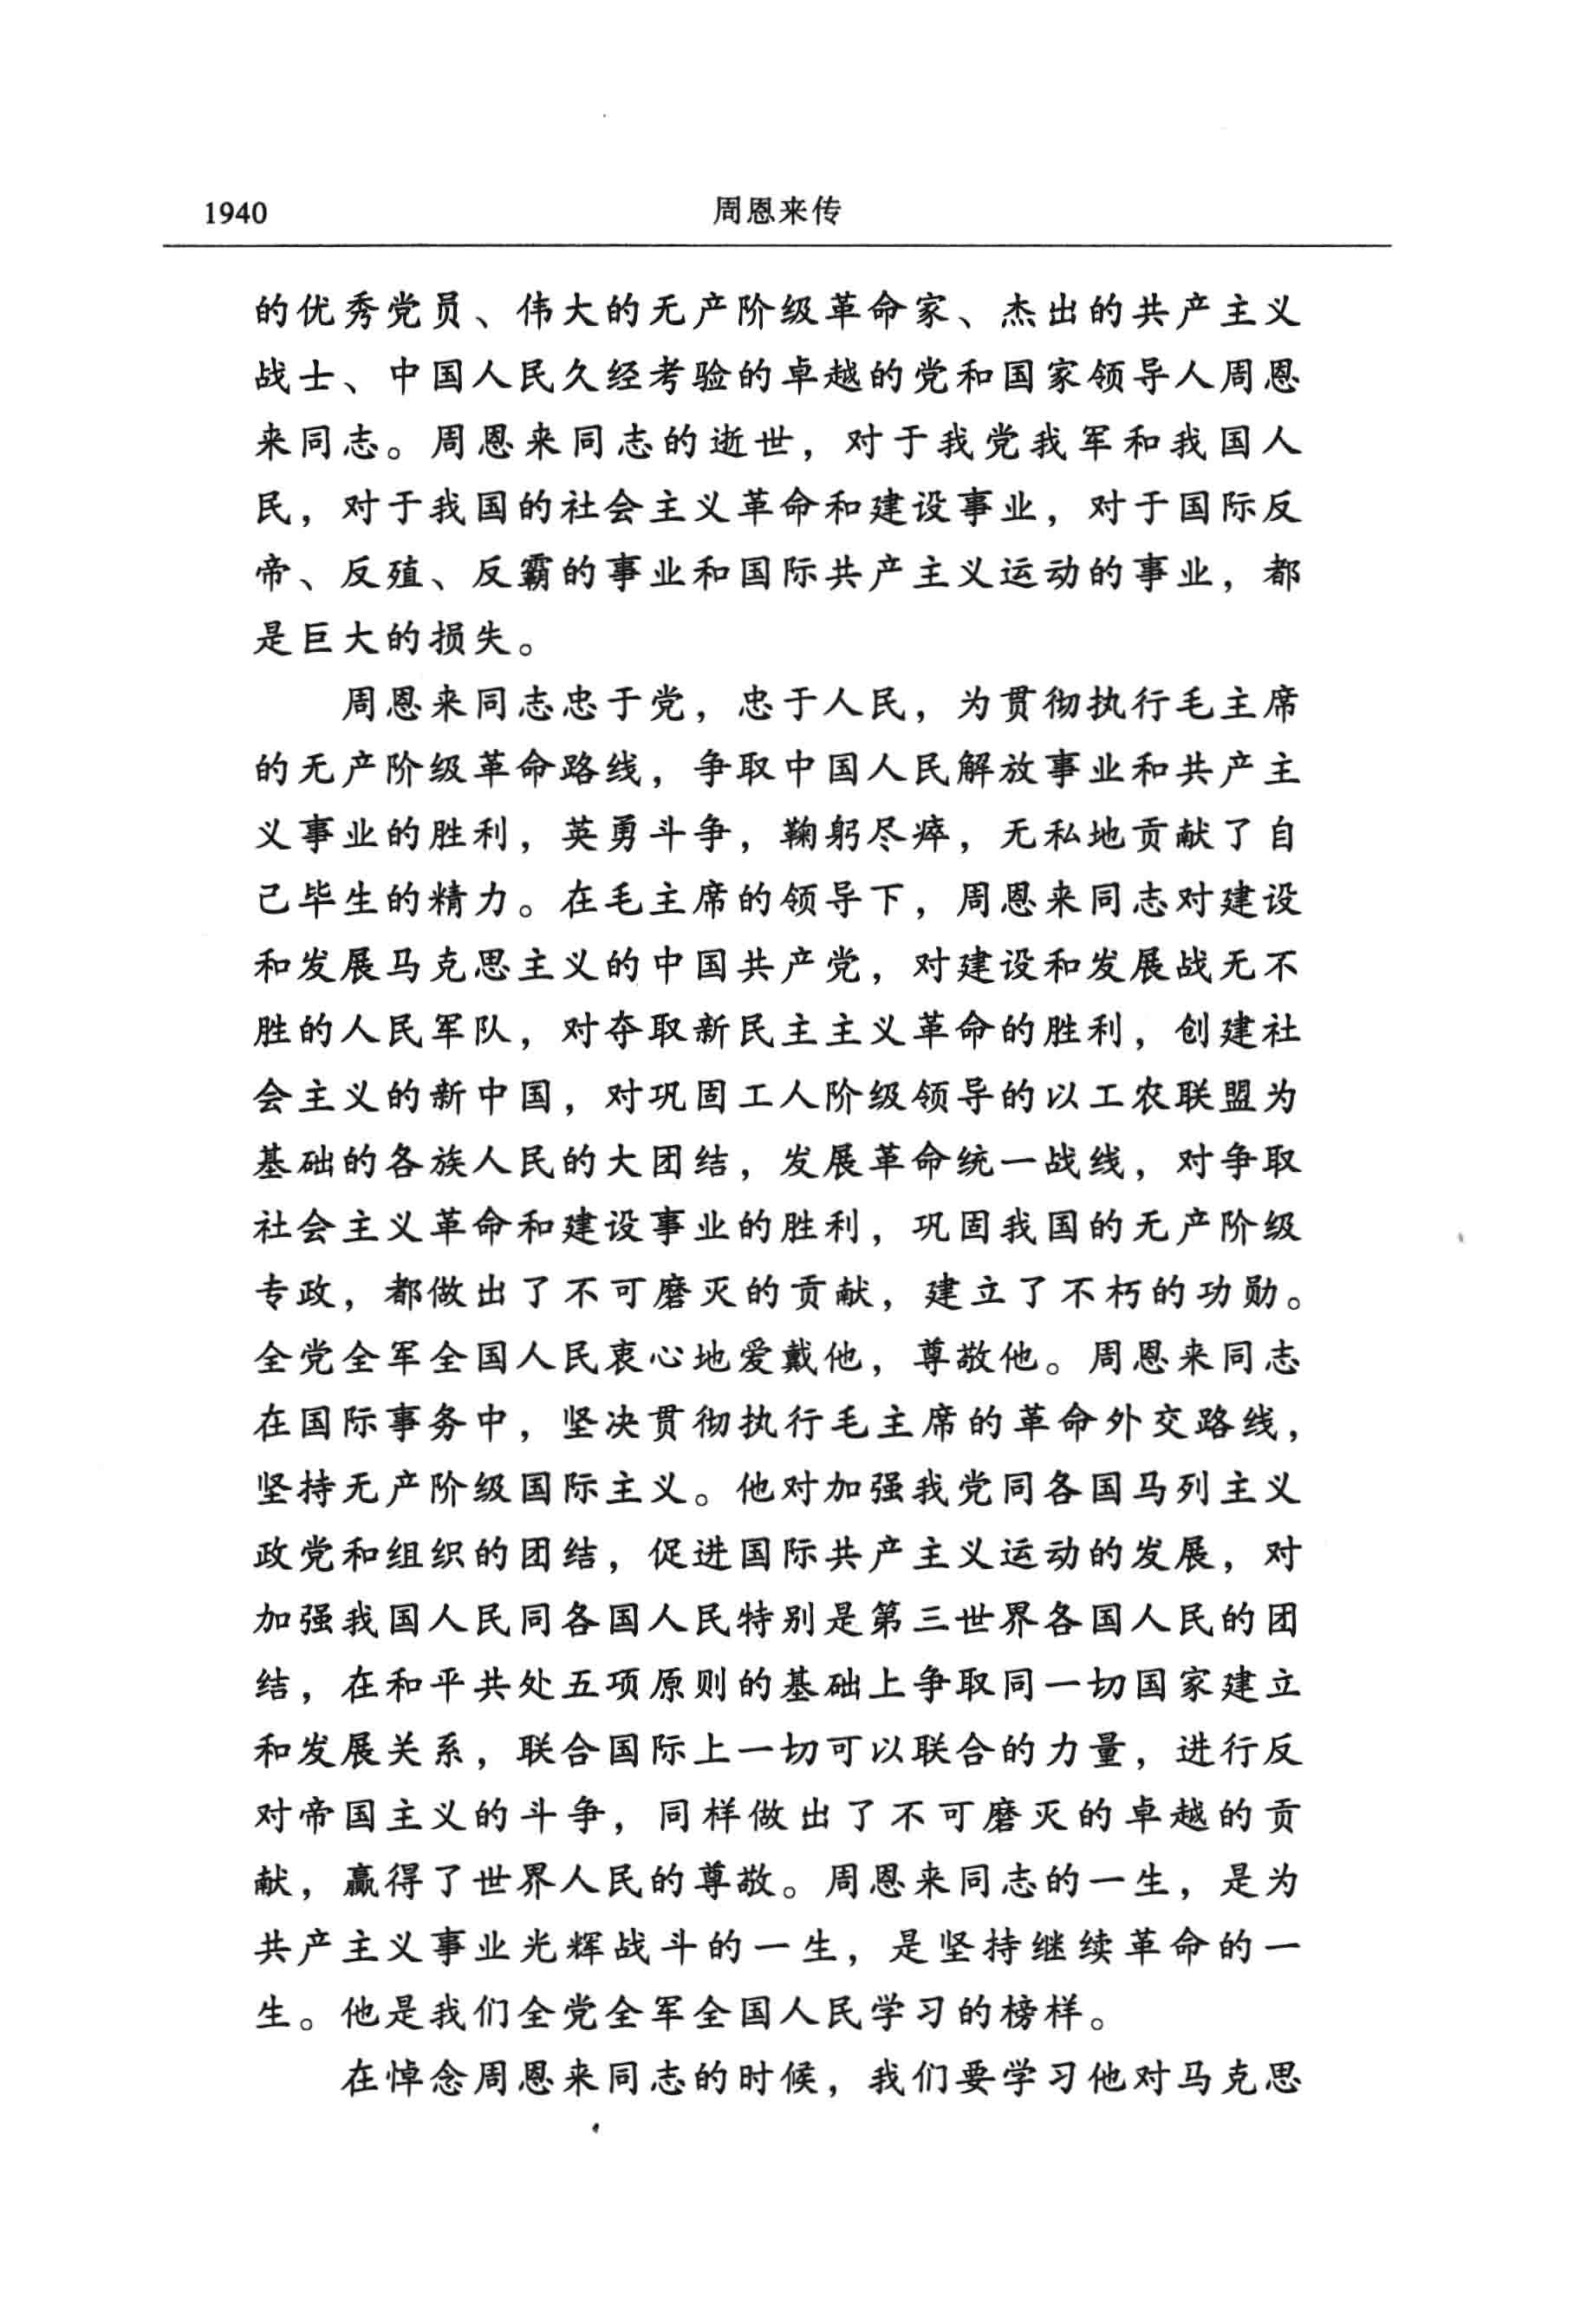 1940
周恩来传
的优秀党员、伟大的无产阶级革命家、杰出的共产主义
战士、中国人民久经考验的卓越的党和国家领导人周恩
来同志。周恩来同志的逝世，对于我党我军和我国人
民，对于我国的社会主义革命和建设事业，对于国际反
帝、反殖、反霸的事业和国际共产主义运动的事业，都
是巨大的损失。
周恩来同志忠于党，忠于人民，为贯彻执行毛主席
的无产阶级革命路线，争取中国人民解放事业和共产主
义事业的胜利，英勇斗争，鞠躬尽瘁，无私地贡献了自
己毕生的精力。在毛主席的领导下，周恩来同志对建设
和发展马克思主义的中国共产党，对建设和发展战无不
胜的人民军队，对夺取新民主主义革命的胜利，创建社
会主义的新中国，对巩固工人阶级领导的以工农联盟为
基础的各族人民的大团结，发展革命统一战线，对争取
社会主义革命和建设事业的胜利，巩固我国的无产阶级
专政，都做出了不可磨灭的贡献，建立了不朽的功勋。
全党全军全国人民衷心地爱戴他，尊敬他。周恩来同志
在国际事务中，坚决贯彻执行毛主席的革命外交路线，
坚持无产阶级国际主义。他对加强我党同各国马列主义
政党和组织的团结，促进国际共产主义运动的发展，对
加强我国人民同各国人民特别是第三世界各国人民的团
结，在和平共处五项原则的基础上争取同一切国家建立
和发展关系，联合国际上一切可以联合的力量，进行反
对帝国主义的斗争，同样做出了不可磨灭的卓越的贡
献，赢得了世界人民的尊敬。周恩来同志的一生，是为
共产主义事业光辉战斗的一生，是坚持继续革命的一
生。他是我们全党全军全国人民学习的榜样。
在悼念周恩来同志的时候，我们要学习他对马克思